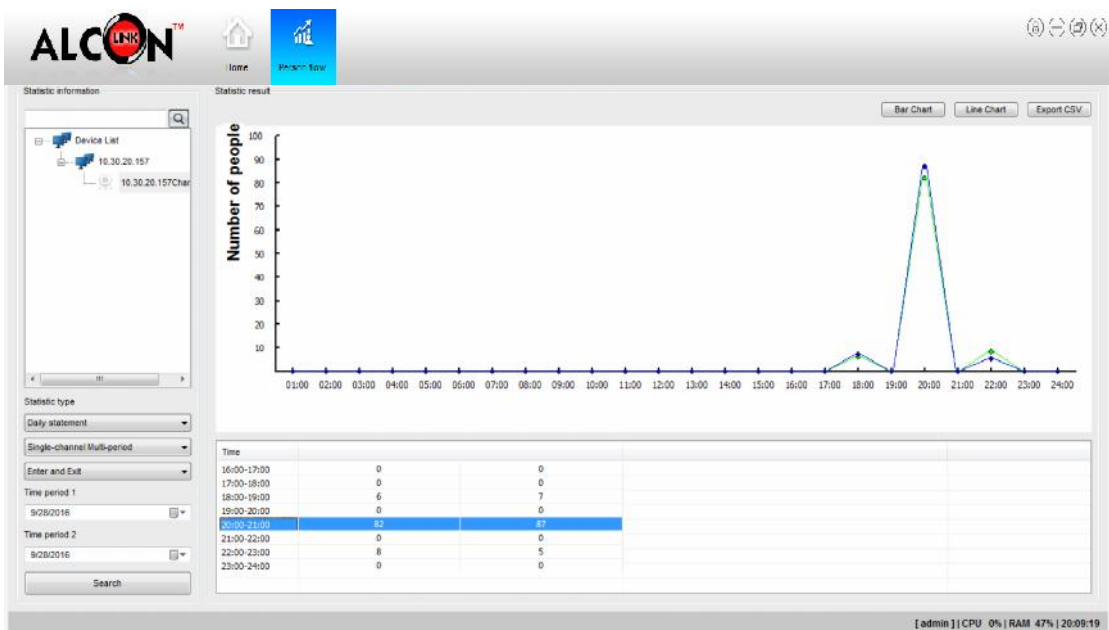 ALCON LINK TM
Home
Person flow
Statistic information
Statistic result
Bar Chart
Line Chart
Export CSV
Device List
10.30.20.157
10.30.20.157Char
Statistic type
Daily statement
Single-channel Multi-period
Enter and Exit
Time period 1
9/28/2016
Time period 2
9/28/2016
Search
Number of people
100
90
80
70
60
50
40
30
20
10
01:00 02:00 03:00 04:00 05:00 06:00 07:00 08:00 09:00 10:00 11:00 12:00 13:00 14:00 15:00 16:00 17:00 18:00 19:00 20:00 21:00 22:00 23:00 24:00
Time
16:00-17:00 0 0
17:00-18:00 0 0
18:00-19:00 6 7
19:00-20:00 0 0
20:00-21:00 82 87
21:00-22:00 0 0
22:00-23:00 8 5
23:00-24:00 0 0
[ admin ] | CPU 0% | RAM 47% | 20:09:19